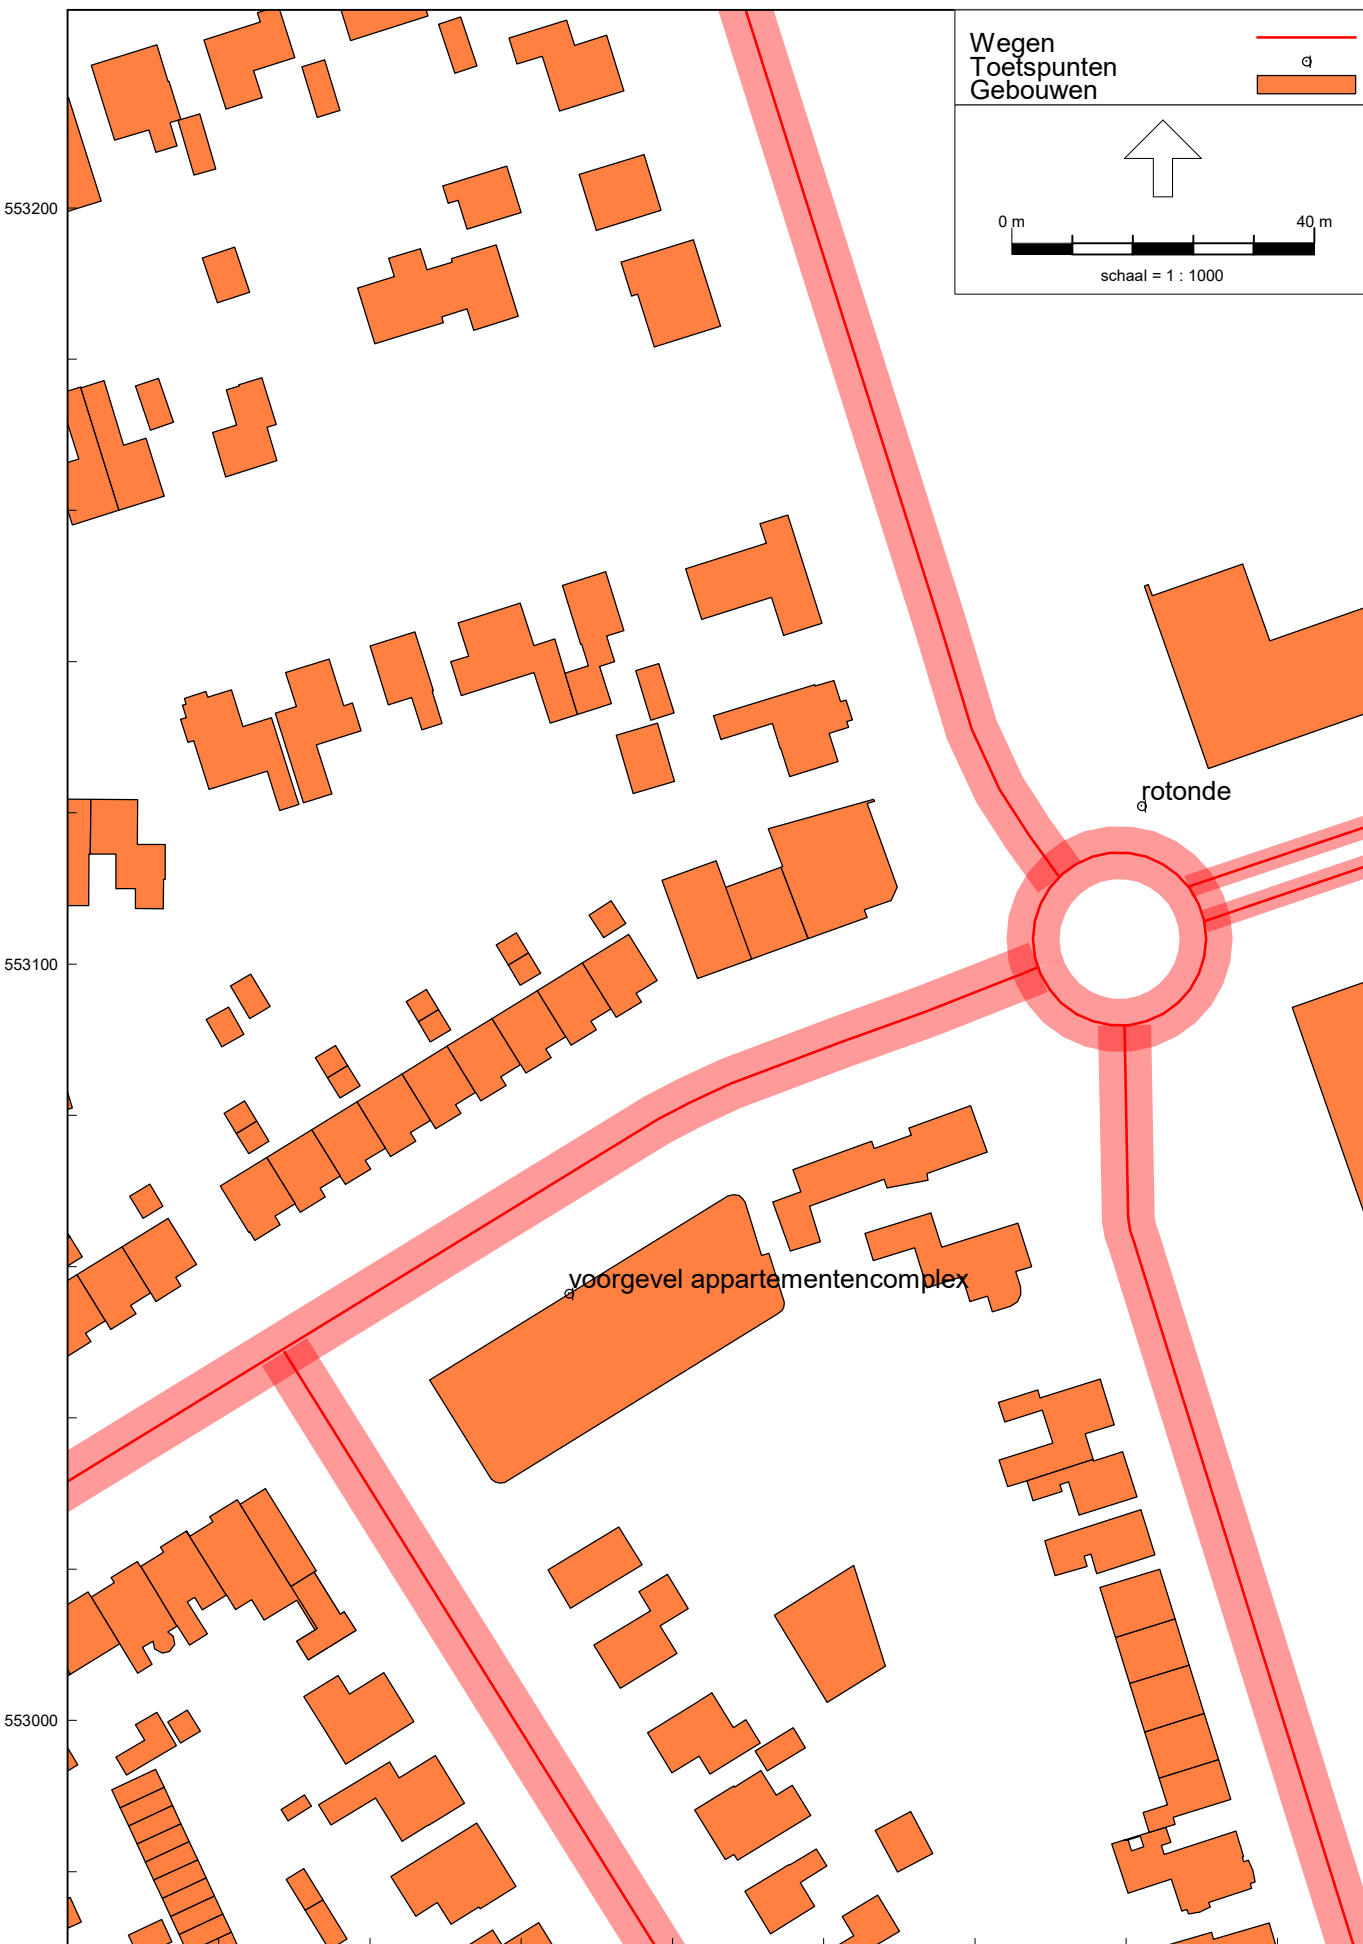 Wegen
Toetspunten
Gebouwen
0 m 40 m
schaal = 1 : 1000
553200
rotonde
553100
voorgevel appartementencomplex
553000